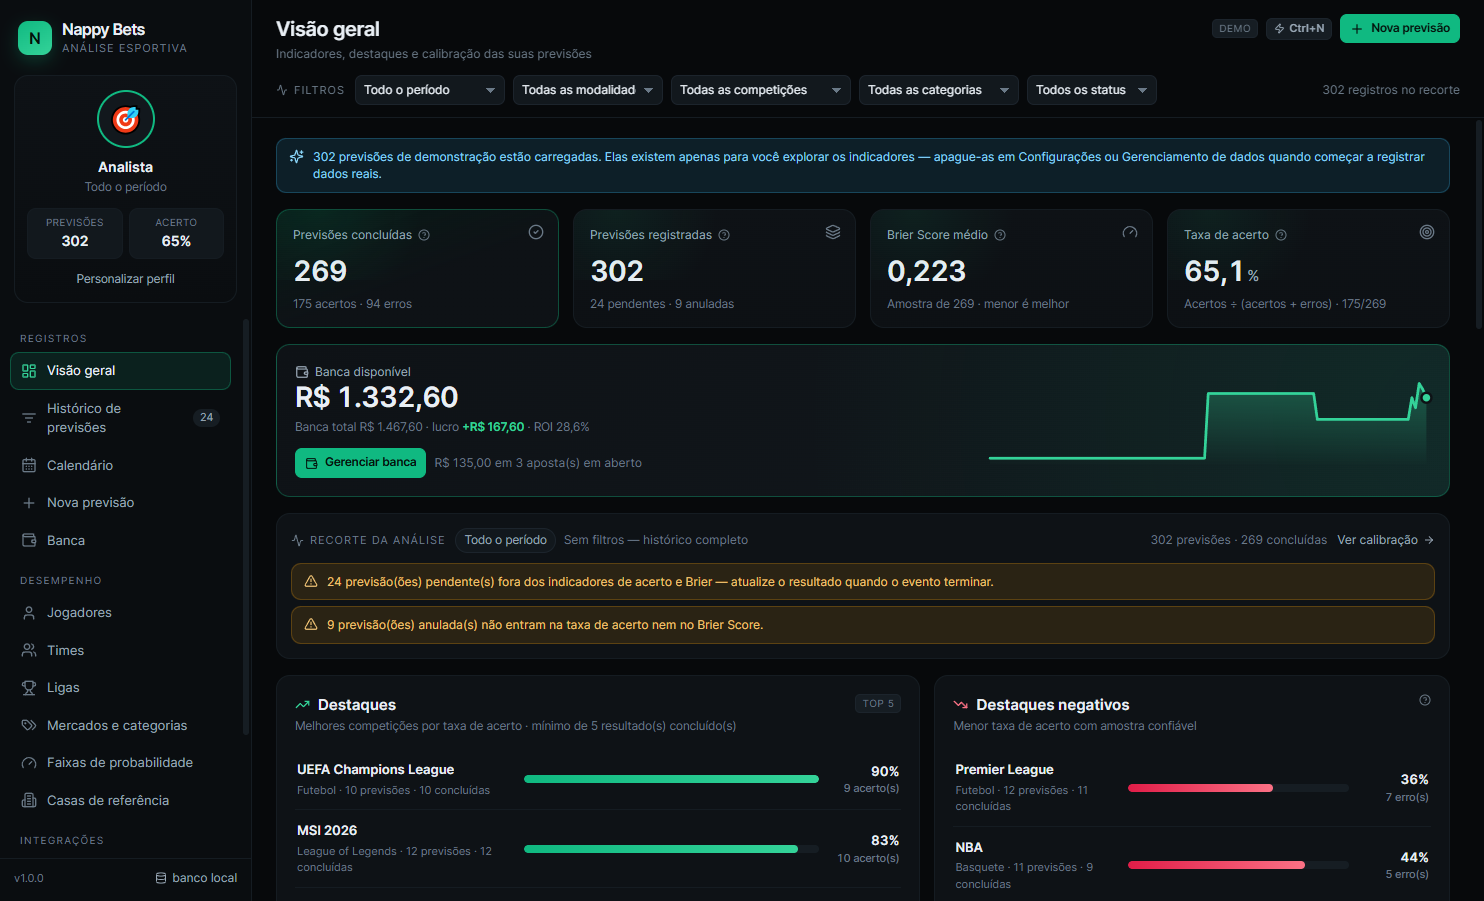 N
Nappy Bets
ANÁLISE ESPORTIVA
Analista
Todo o período
PREVISÕES
302
ACERTO
65%
Personalizar perfil
REGISTROS
Visão geral
Histórico de
previsões
24
Calendário
Nova previsão
Banca
DESEMPENHO
Jogadores
Times
Ligas
Mercados e categorias
Faixas de probabilidade
Casas de referência
INTEGRAÇÕES
v1.0.0
banco local
Visão geral
Indicadores, destaques e calibração das suas previsões
DEMO
Ctrl+N
Nova previsão
FILTROS
Todo o período
Todas as modalidad
Todas as competições
Todas as categorias
Todos os status
302 registros no recorte
302 previsões de demonstração estão carregadas. Elas existem apenas para você explorar os indicadores — apague-as em Configurações ou Gerenciamento de dados quando começar a registrar
dados reais.
Previsões concluídas
269
175 acertos · 94 erros
Previsões registradas
302
24 pendentes · 9 anuladas
Brier Score médio
0,223
Amostra de 269 · menor é melhor
Taxa de acerto
65,1 %
Acertos ÷ (acertos + erros) · 175/269
Banca disponível
R$ 1.332,60
Banca total R$ 1.467,60 · lucro +R$ 167,60 · ROI 28,6%
Gerenciar banca
R$ 135,00 em 3 aposta(s) em aberto
RECORTE DA ANÁLISE
Todo o período
Sem filtros — histórico completo
302 previsões · 269 concluídas
Ver calibração →
24 previsão(ões) pendente(s) fora dos indicadores de acerto e Brier — atualize o resultado quando o evento terminar.
9 previsão(ões) anulada(s) não entram na taxa de acerto nem no Brier Score.
Destaques
TOP 5
Melhores competições por taxa de acerto · mínimo de 5 resultado(s) concluído(s)
UEFA Champions League
Futebol · 10 previsões · 10 concluídas
90%
9 acerto(s)
MSI 2026
League of Legends · 12 previsões · 12
concluídas
83%
10 acerto(s)
Destaques negativos
Menor taxa de acerto com amostra confiável
Premier League
Futebol · 12 previsões · 11
concluídas
36%
7 erro(s)
NBA
Basquete · 11 previsões · 9
concluídas
44%
5 erro(s)